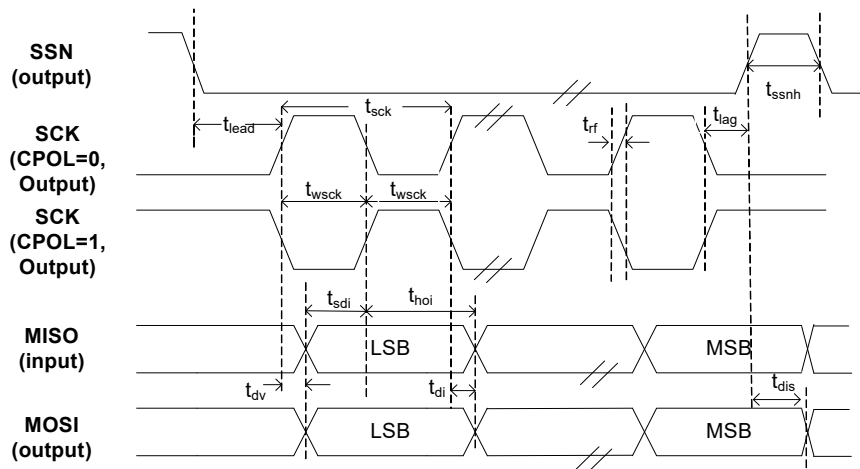 SSN
(output)
t_ssnh
t_sck
t_lead
t_rf
t_lag
SCK
(CPOL=0,
Output)
t_wsck t_wsck
SCK
(CPOL=1,
Output)
t_sdi t_hoi
MISO
(input)
LSB MSB
t_dv t_di t_dis
MOSI
(output)
LSB MSB